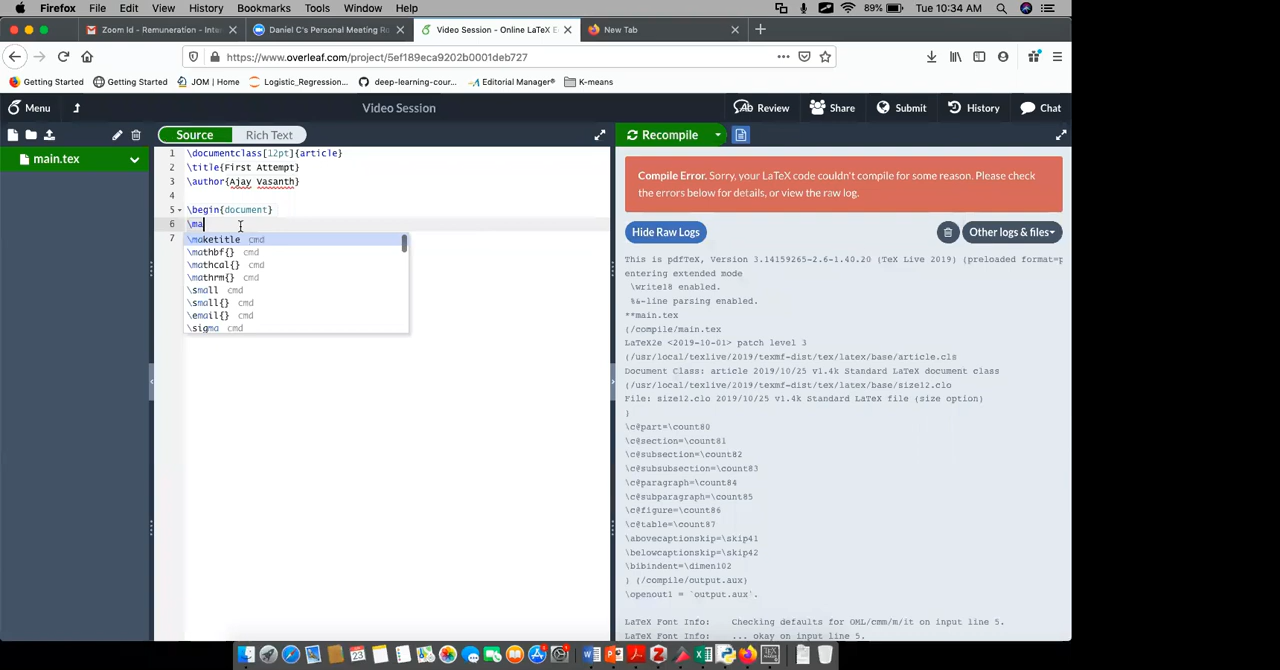 Firefox File Edit View History Bookmarks Tools Window Help 89% Tue 10:34 AM
Zoom Id - Remuneration - Inte × Daniel C's Personal Meeting Ro × Video Session - Online LaTeX E × New Tab ×
https://www.overleaf.com/project/5ef189eca9202b0001deb727
Getting Started Getting Started JOM | Home Logistic_Regression... deep-learning-cour... Editorial Manager® K-means
Menu Video Session Review Share Submit History Chat
Source Rich Text Recompile
main.tex
1 \documentclass[12pt]{article}
2 \title{First Attempt}
3 \author{Ajay Vasanth}
4
5 \begin{document}
6 \ma
7
\maketitle cmd
\mathbf{} cmd
\mathcal{} cmd
\mathrm{} cmd
\small cmd
\small{} cmd
\email{} cmd
\sigma cmd
Compile Error. Sorry, your LaTeX code couldn't compile for some reason. Please check
the errors below for details, or view the raw log.
Hide Raw Logs Other logs & files
This is pdfTeX, Version 3.14159265-2.6-1.40.20 (TeX Live 2019) (preloaded format=p
entering extended mode
\write18 enabled.
%&-line parsing enabled.
**main.tex
(/compile/main.tex
LaTeX2e <2019-10-01> patch level 3
(/usr/local/texlive/2019/texmf-dist/tex/latex/base/article.cls
Document Class: article 2019/10/25 v1.4k Standard LaTeX document class
(/usr/local/texlive/2019/texmf-dist/tex/latex/base/size12.clo
File: size12.clo 2019/10/25 v1.4k Standard LaTeX file (size option)
)
\c@part=\count80
\c@section=\count81
\c@subsection=\count82
\c@subsubsection=\count83
\c@paragraph=\count84
\c@subparagraph=\count85
\c@figure=\count86
\c@table=\count87
\abovecaptionskip=\skip41
\belowcaptionskip=\skip42
\bibindent=\dimen102
) (/compile/output.aux)
\openout1 = `output.aux'.
LaTeX Font Info: Checking defaults for OML/cmm/m/it on input line 5.
LaTeX Font Info: ... okay on input line 5.